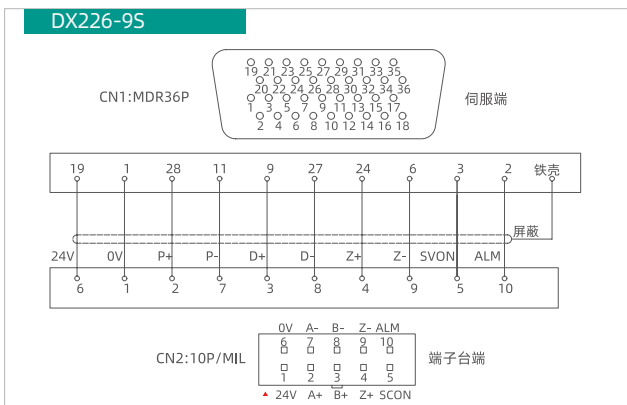 DX226-9S
19 21 23 25 27 29 31 33 35
20 22 24 26 28 30 32 34 36
CN1:MDR36P
伺服端
1 3 5 7 9 11 13 15 17
2 4 6 8 10 12 14 16 18
19 1 28 11 9 27 24 6 3 2 铁壳
屏蔽
24V 0V P+ P- D+ D- Z+ Z- SVON ALM
6 1 2 7 3 8 4 9 5 10
0V A- B- Z- ALM
6 7 8 9 10
CN2:10P/MIL
端子台端
1 2 3 4 5
24V A+ B+ Z+ SCON